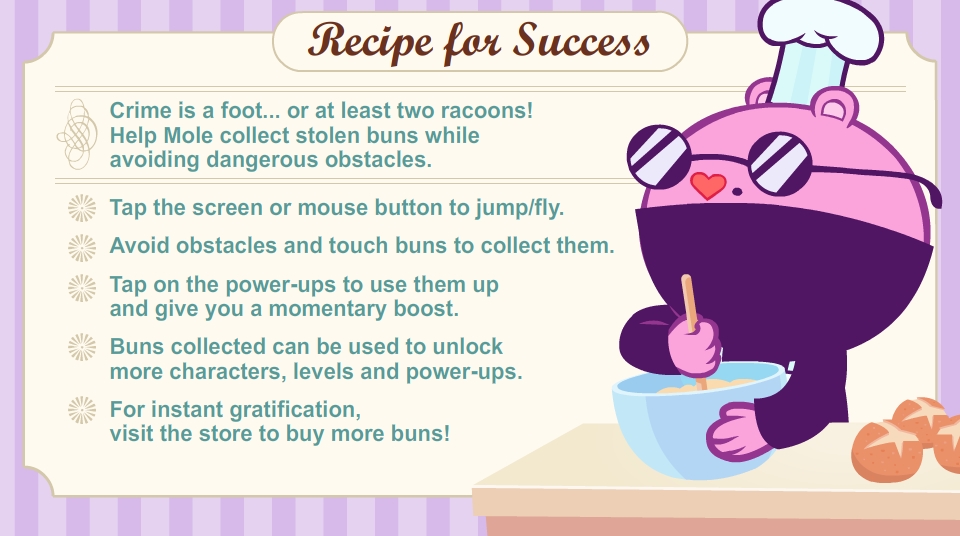 Recipe for Success
Crime is a foot... or at least two racoons!
Help Mole collect stolen buns while
avoiding dangerous obstacles.
Tap the screen or mouse button to jump/fly.
Avoid obstacles and touch buns to collect them.
Tap on the power-ups to use them up
and give you a momentary boost.
Buns collected can be used to unlock
more characters, levels and power-ups.
For instant gratification,
visit the store to buy more buns!